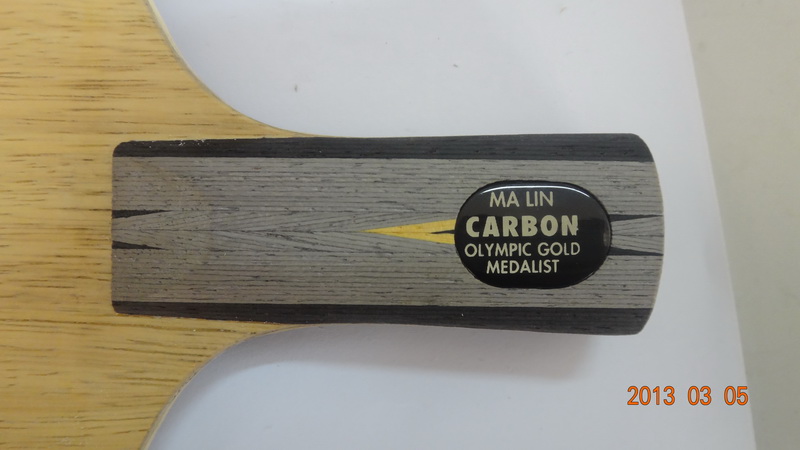 MA LIN
CARBON
OLYMPIC GOLD
MEDALIST
2013 03 05